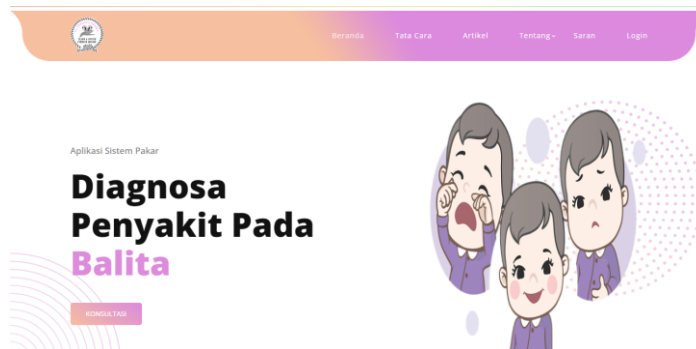 Beranda Tata Cara Artikel Tentang Saran Login
Aplikasi Sistem Pakar
Diagnosa
Penyakit Pada
Balita
KONSULTASI